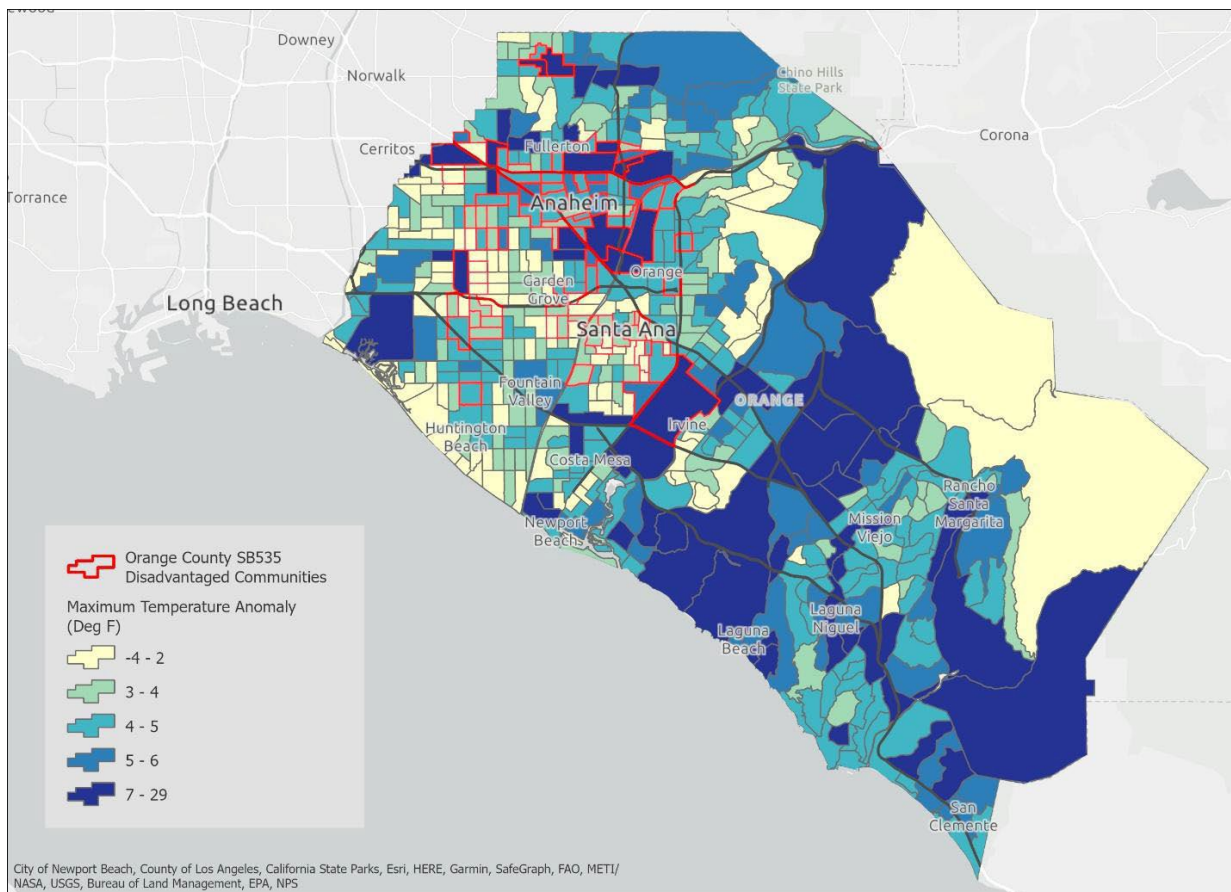 Downey
Norwalk
Chino Hills
State Park
Corona
Cerritos
Fullerton
Torrance
Anaheim
Orange
Garden
Grove
Long Beach
Santa Ana
Fountain
Valley
ORANGE
Irvine
Huntington
Beach
Costa Mesa
Rancho
Santa
Margarita
Mission
Viejo
Newport
Beachs
Laguna
Niguel
Laguna
Beach
San
Clemente
Orange County SB535
Disadvantaged Communities
Maximum Temperature Anomaly
(Deg F)
-4 - 2
3 - 4
4 - 5
5 - 6
7 - 29
City of Newport Beach, County of Los Angeles, California State Parks, Esri, HERE, Garmin, SafeGraph, FAO, METI/
NASA, USGS, Bureau of Land Management, EPA, NPS